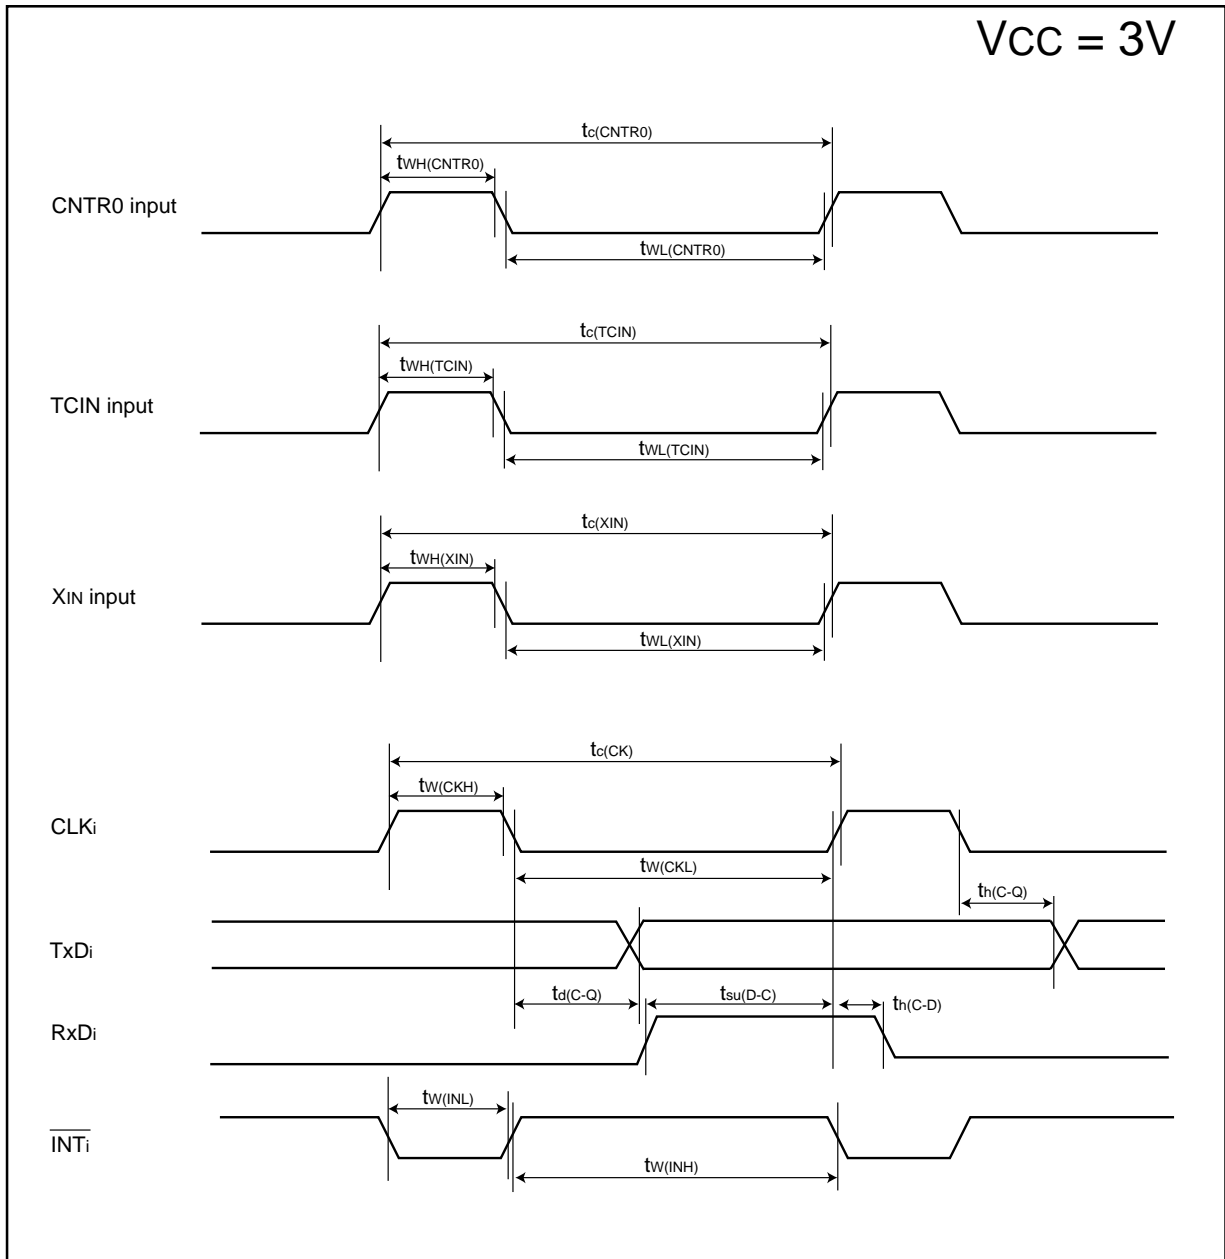 VCC = 3V
tc(CNTR0)
tWH(CNTR0)
CNTR0 input
tWL(CNTR0)
tc(TCIN)
tWH(TCIN)
TCIN input
tWL(TCIN)
tc(XIN)
tWH(XIN)
XIN input
tWL(XIN)
tc(CK)
tW(CKH)
CLKi
tW(CKL)
th(C-Q)
TxDi
td(C-Q)
tsu(D-C)
th(C-D)
RxDi
tW(INL)
INTi
tW(INH)